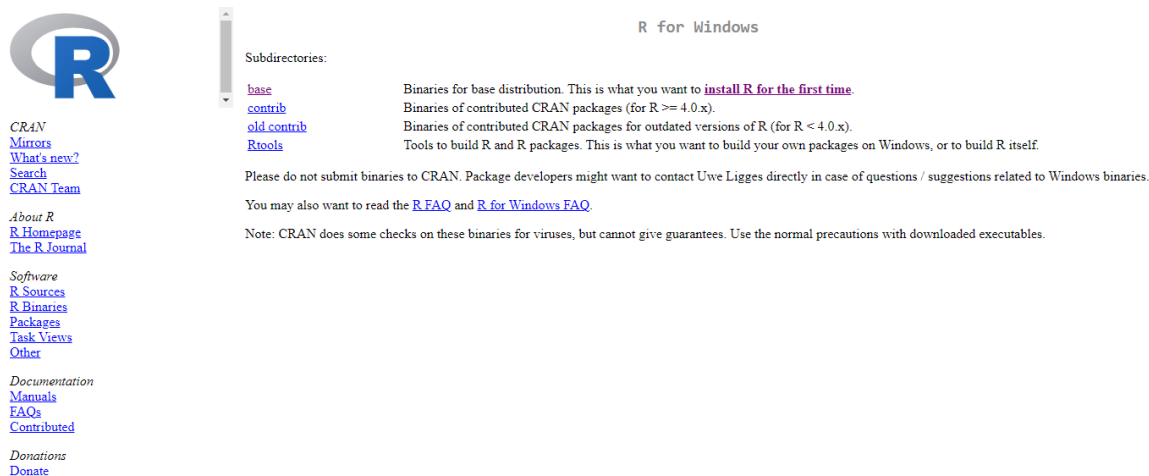 R
CRAN
Mirrors
What's new?
Search
CRAN Team
About R
R Homepage
The R Journal
Software
R Sources
R Binaries
Packages
Task Views
Other
Documentation
Manuals
FAQs
Contributed
Donations
Donate
R for Windows
Subdirectories:
base Binaries for base distribution. This is what you want to install R for the first time.
contrib Binaries of contributed CRAN packages (for R >= 4.0.x).
old contrib Binaries of contributed CRAN packages for outdated versions of R (for R < 4.0.x).
Rtools Tools to build R and R packages. This is what you want to build your own packages on Windows, or to build R itself.
Please do not submit binaries to CRAN. Package developers might want to contact Uwe Ligges directly in case of questions / suggestions related to Windows binaries.
You may also want to read the R FAQ and R for Windows FAQ.
Note: CRAN does some checks on these binaries for viruses, but cannot give guarantees. Use the normal precautions with downloaded executables.